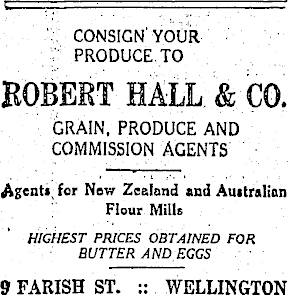 CONSIGN YOUR
PRODUCE TO
ROBERT HALL & CO.
GRAIN, PRODUCE AND
COMMISSION AGENTS
Agents for New Zealand and Australian
Flour Mills
HIGHEST PRICES OBTAINED FOR
BUTTER AND EGGS
9 FARISH ST. :: WELLINGTON